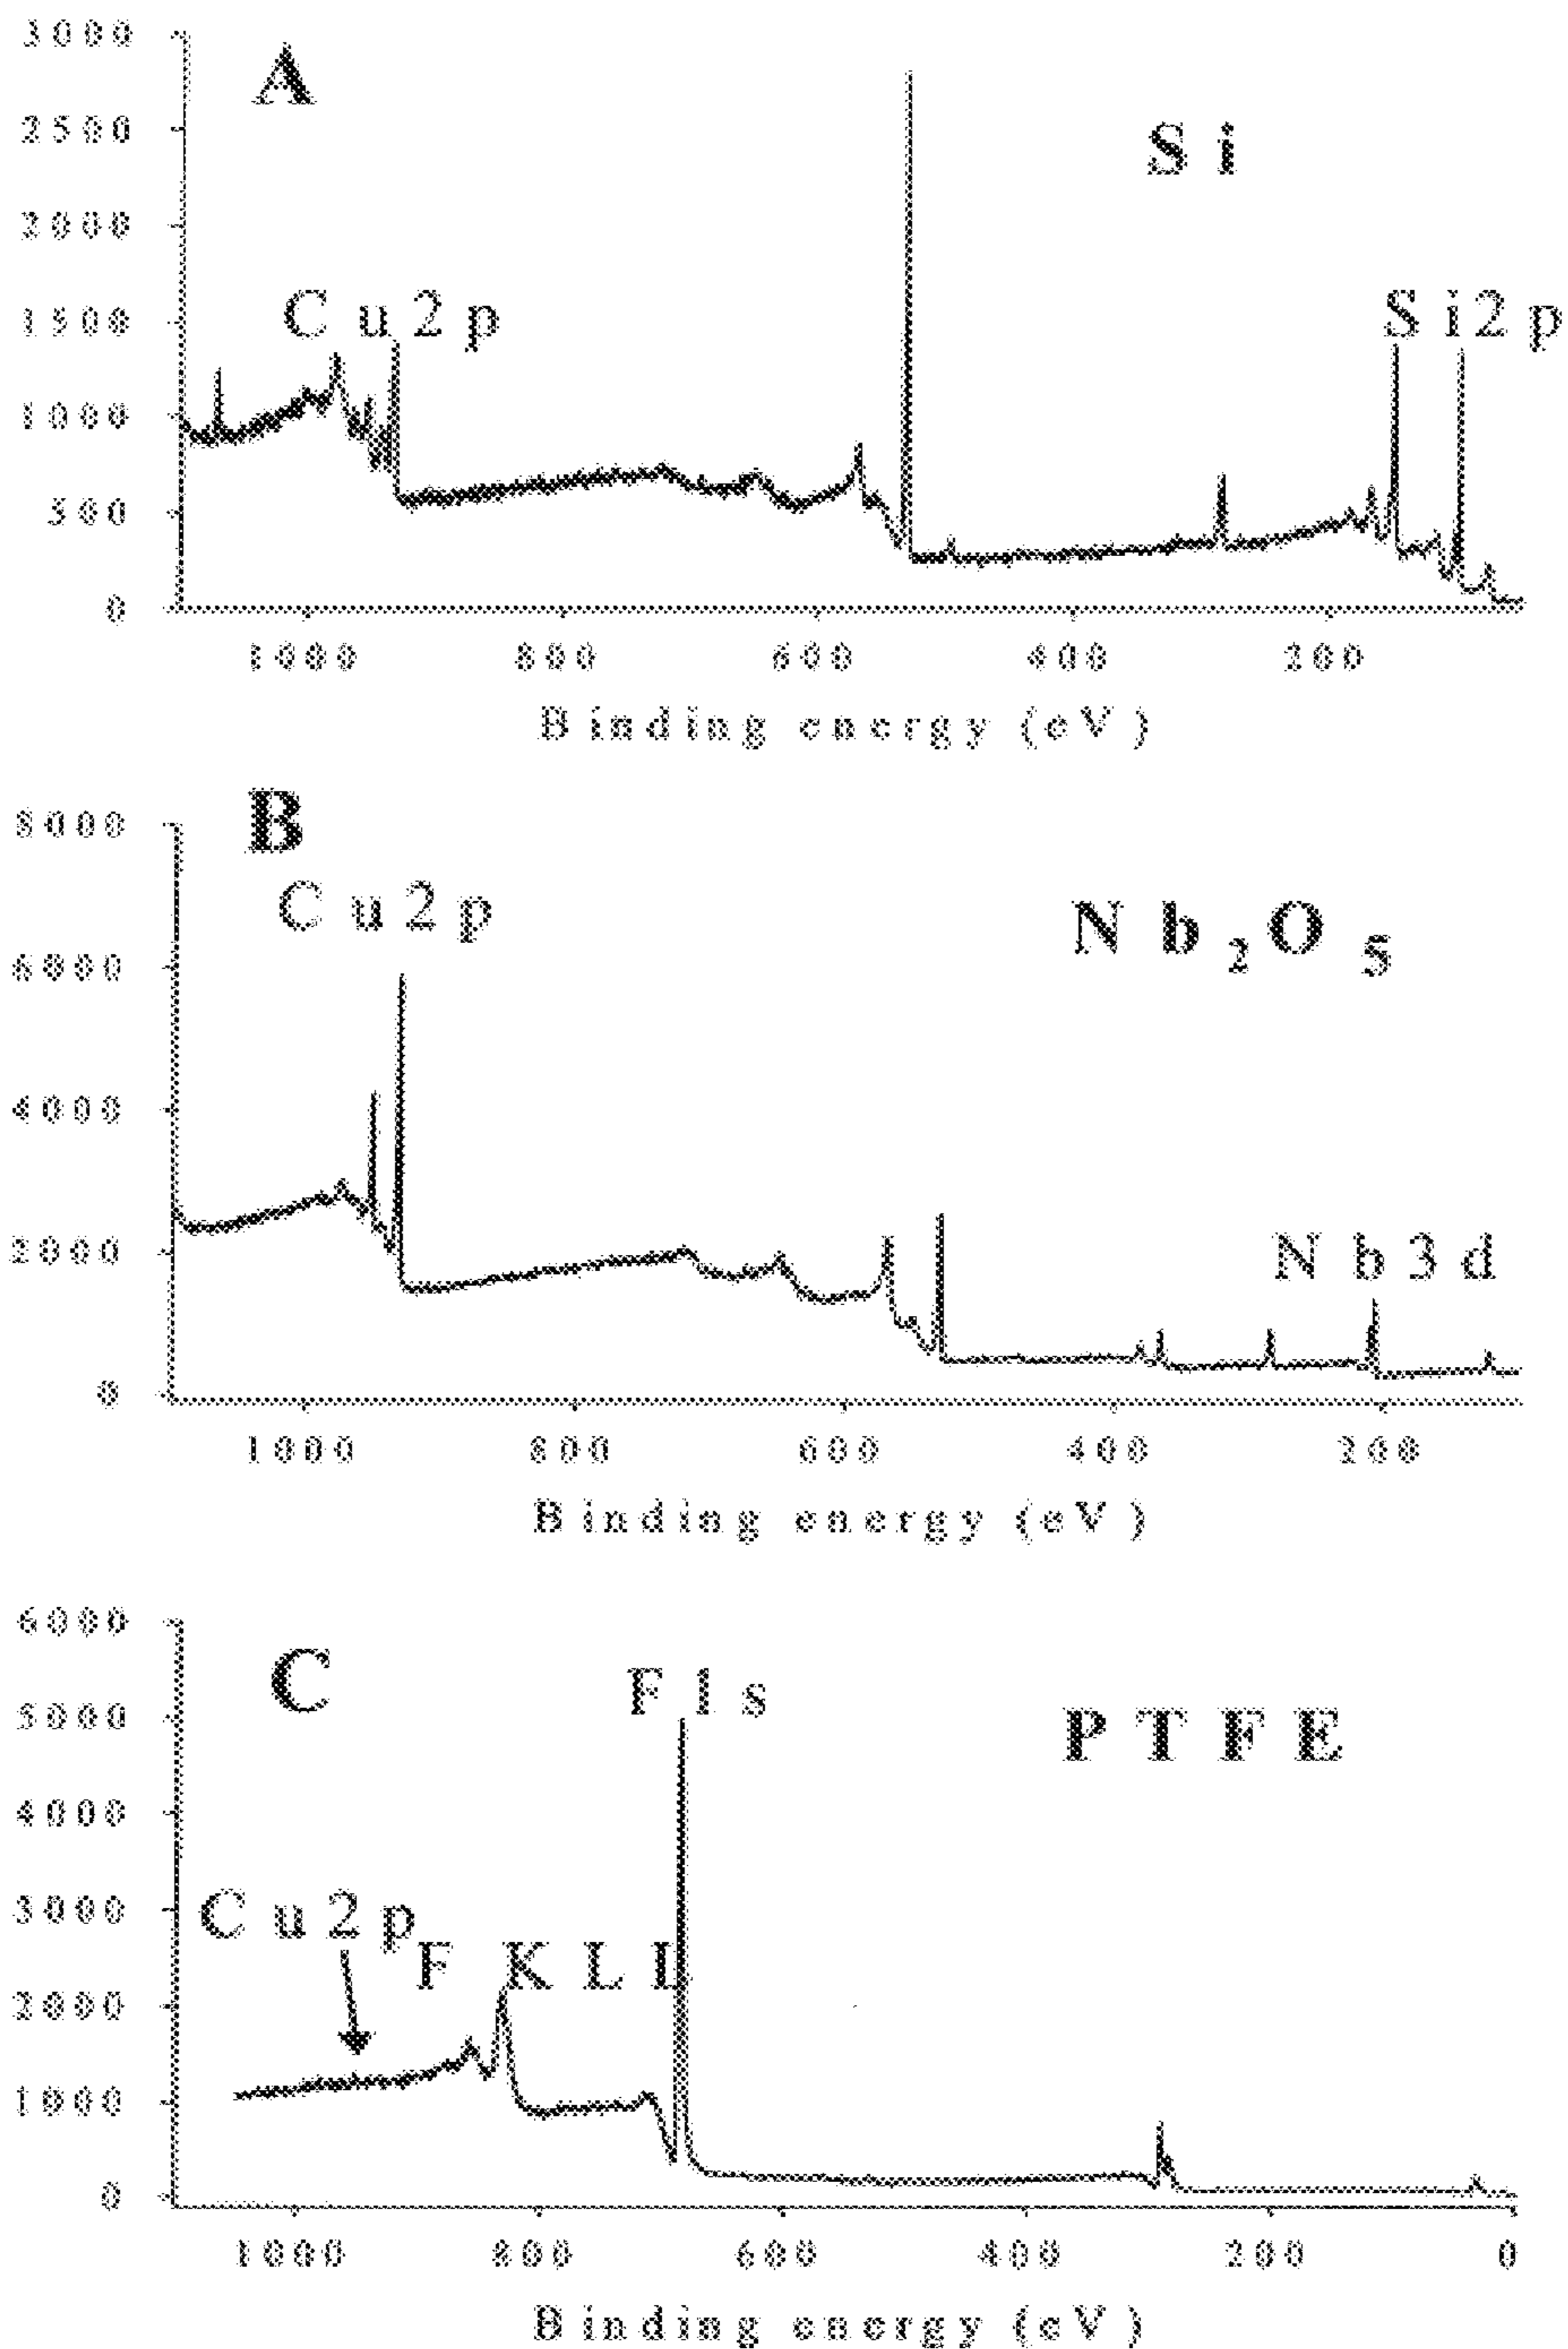 3000
A
2500
Si
2000
1500
Cu2p
Si2p
1000
500
0
1000 800 600 400 200
Binding energy (eV)
8000
B
Cu2p
Nb2O5
6000
4000
2000
Nb3d
0
1000 800 600 400 200
Binding energy (eV)
6000
C
F1s
5000
PTFE
4000
3000
Cu2p
F KLL
2000
1000
0
1000 800 600 400 200 0
Binding energy (eV)